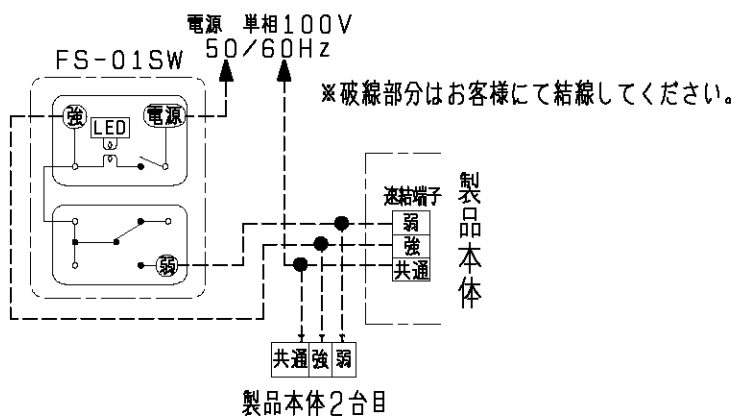 電源 単相100V
50/60Hz
FS-01SW
※破線部分はお客様にて結線してください。
強
LED
電源
弱
速結端子
弱
強
共通
製品本体
共通 強 弱
製品本体2台目